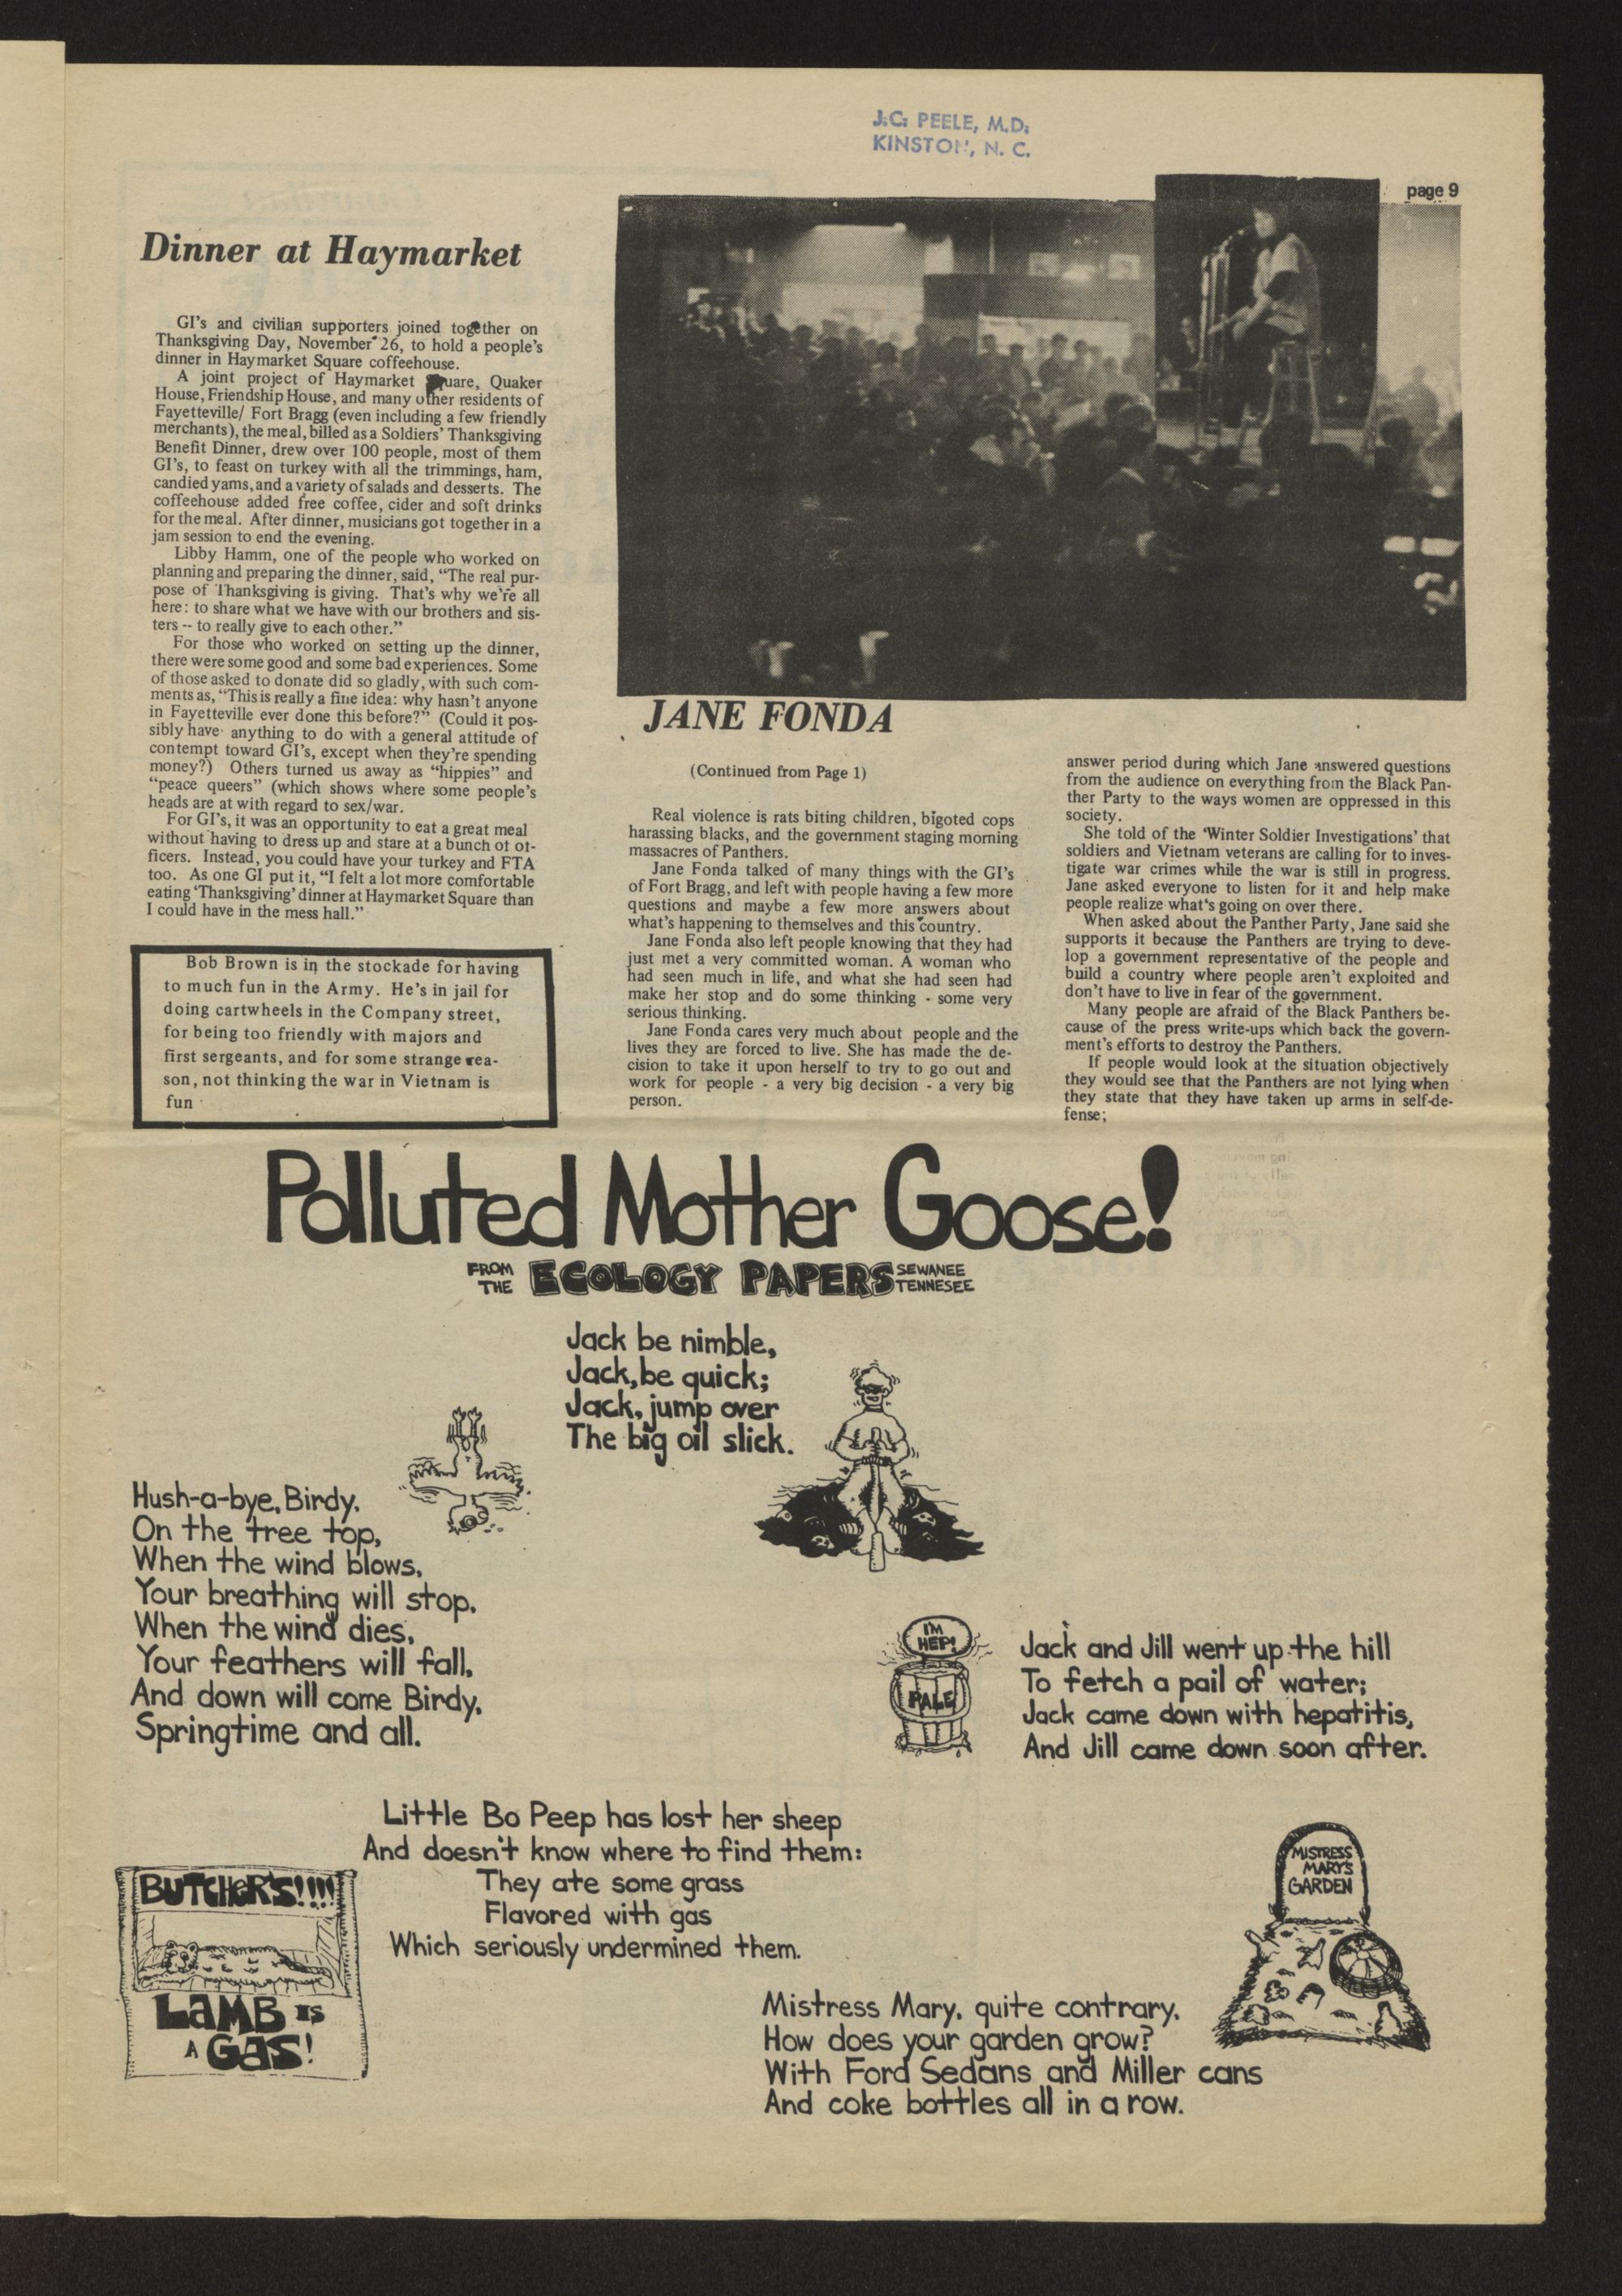 J.C. PEELE, M.D.
KINSTON, N. C.
page 9
Dinner at Haymarket
GI's and civilian supporters joined together on
Thanksgiving Day, November 26, to hold a people's
dinner in Haymarket Square coffeehouse.
A joint project of Haymarket Square, Quaker
House, Friendship House, and many other residents of
Fayetteville/ Fort Bragg (even including a few friendly
merchants), the meal, billed as a Soldiers' Thanksgiving
Benefit Dinner, drew over 100 people, most of them
GI's, to feast on turkey with all the trimmings, ham,
candied yams, and a variety of salads and desserts. The
coffeehouse added free coffee, cider and soft drinks
for the meal. After dinner, musicians got together in a
jam session to end the evening.
Libby Hamm, one of the people who worked on
planning and preparing the dinner, said, "The real pur-
pose of Thanksgiving is giving. That's why we're all
here: to share what we have with our brothers and sis-
ters -- to really give to each other."
For those who worked on setting up the dinner,
there were some good and some bad experiences. Some
of those asked to donate did so gladly, with such com-
ments as, "This is really a fine idea: why hasn't anyone
in Fayetteville ever done this before?" (Could it pos-
sibly have anything to do with a general attitude of
contempt toward GI's, except when they're spending
money?) Others turned us away as "hippies" and
"peace queers" (which shows where some people's
heads are at with regard to sex/war.
For GI's, it was an opportunity to eat a great meal
without having to dress up and stare at a bunch of of-
ficers. Instead, you could have your turkey and FTA
too. As one GI put it, "I felt a lot more comfortable
eating 'Thanksgiving' dinner at Haymarket Square than
I could have in the mess hall."
Bob Brown is in the stockade for having
to much fun in the Army. He's in jail for
doing cartwheels in the Company street,
for being too friendly with majors and
first sergeants, and for some strange rea-
son, not thinking the war in Vietnam is
fun
JANE FONDA
(Continued from Page 1)
Real violence is rats biting children, bigoted cops
harassing blacks, and the government staging morning
massacres of Panthers.
Jane Fonda talked of many things with the GI's
of Fort Bragg, and left with people having a few more
questions and maybe a few more answers about
what's happening to themselves and this country.
Jane Fonda also left people knowing that they had
just met a very committed woman. A woman who
had seen much in life, and what she had seen had
make her stop and do some thinking - some very
serious thinking.
Jane Fonda cares very much about people and the
lives they are forced to live. She has made the de-
cision to take it upon herself to try to go out and
work for people - a very big decision - a very big
person.
answer period during which Jane answered questions
from the audience on everything from the Black Pan-
ther Party to the ways women are oppressed in this
society.
She told of the 'Winter Soldier Investigations' that
soldiers and Vietnam veterans are calling for to inves-
tigate war crimes while the war is still in progress.
Jane asked everyone to listen for it and help make
people realize what's going on over there.
When asked about the Panther Party, Jane said she
supports it because the Panthers are trying to deve-
lop a government representative of the people and
build a country where people aren't exploited and
don't have to live in fear of the government.
Many people are afraid of the Black Panthers be-
cause of the press write-ups which back the govern-
ment's efforts to destroy the Panthers.
If people would look at the situation objectively
they would see that the Panthers are not lying when
they state that they have taken up arms in self-de-
fense;
Polluted Mother Goose!
FROM THE ECOLOGY PAPERS SEWANEE TENNESEE
Jack be nimble,
Jack, be quick;
Jack, jump over
The big oil slick.
Hush-a-bye, Birdy.
On the tree top,
When the wind blows,
Your breathing will stop.
When the wind dies,
Your feathers will fall,
And down will come Birdy,
Springtime and all.
I'M
HEP!
PALE
Jack and Jill went up the hill
To fetch a pail of water;
Jack came down with hepatitis,
And Jill came down soon after.
Little Bo Peep has lost her sheep
And doesn't know where to find them:
They ate some grass
Flavored with gas
Which seriously undermined them.
BUTCHER'S!!!!
LAMB IS
A GAS!
MISTRESS
MARY'S
GARDEN
Mistress Mary, quite contrary,
How does your garden grow?
With Ford Sedans and Miller cans
And coke bottles all in a row.